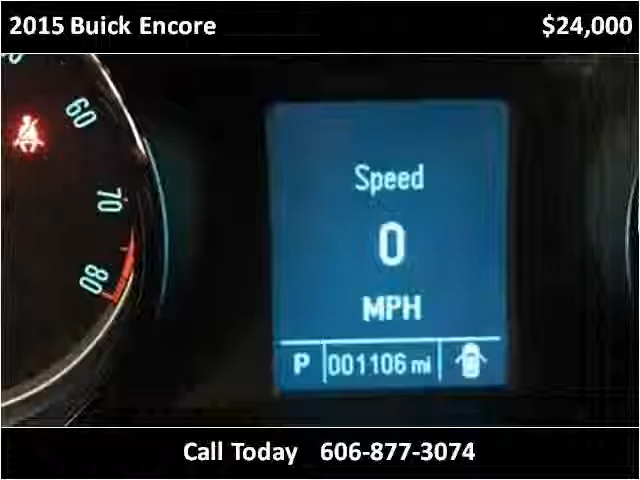 2015 Buick Encore $24,000
60
70
80
Speed
0
MPH
P 001106 mi
Call Today 606-877-3074